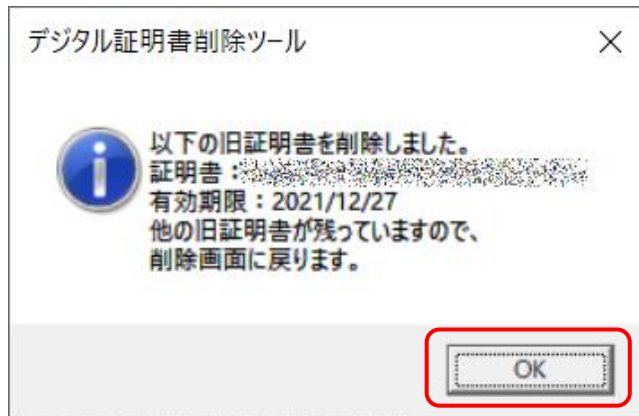 デジタル証明書削除ツール
以下の旧証明書を削除しました。
証明書：
有効期限：2021/12/27
他の旧証明書が残っていますので、
削除画面に戻ります。
OK